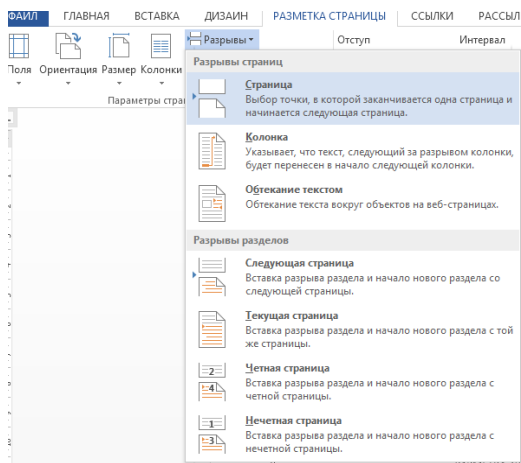 ФАЙЛ ГЛАВНАЯ ВСТАВКА ДИЗАЙН РАЗМЕТКА СТРАНИЦЫ ССЫЛКИ РАССЫЛ
Разрывы Отступ Интервал
Поля Ориентация Размер Колонки
Параметры стра
Разрывы страниц
Страница
Выбор точки, в которой заканчивается одна страница и
начинается следующая страница.
Колонка
Указывает, что текст, следующий за разрывом колонки,
будет перенесен в начало следующей колонки.
Обтекание текстом
Обтекание текста вокруг объектов на веб-страницах.
Разрывы разделов
Следующая страница
Вставка разрыва раздела и начало нового раздела со
следующей страницы.
Текущая страница
Вставка разрыва раздела и начало нового раздела с той
же страницы.
2
4
Четная страница
Вставка разрыва раздела и начало нового раздела с
четной страницы.
1
3
Нечетная страница
Вставка разрыва раздела и начало нового раздела с
нечетной страницы.